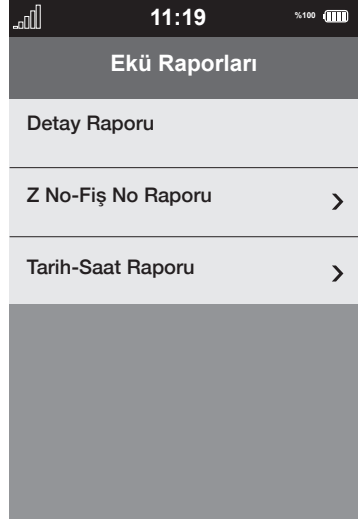 11:19
%100
Ekü Raporları
Detay Raporu
Z No-Fiş No Raporu
Tarih-Saat Raporu